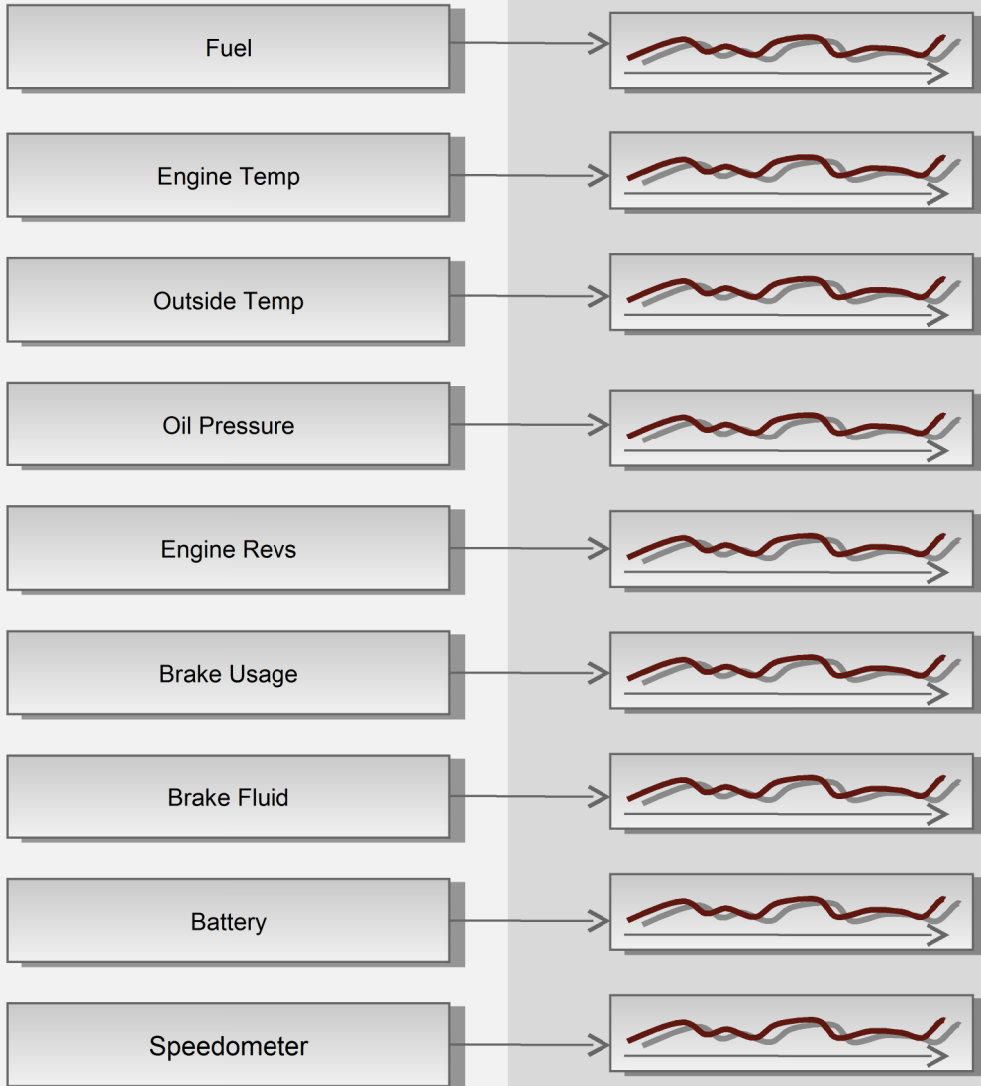 Fuel
Engine Temp
Outside Temp
Oil Pressure
Engine Revs
Brake Usage
Brake Fluid
Battery
Speedometer